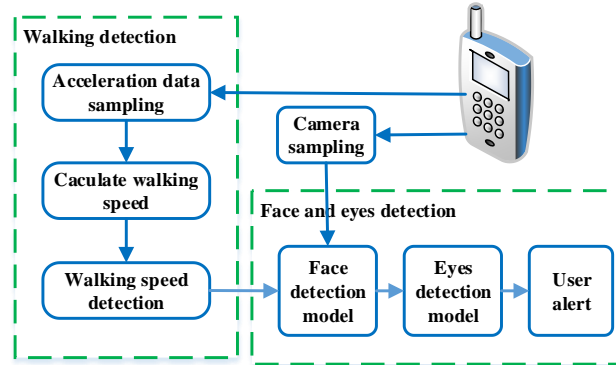 Walking detection
Acceleration data
sampling
Caculate walking
speed
Walking speed
detection
Camera
sampling
Face and eyes detection
Face
detection
model
Eyes
detection
model
User
alert